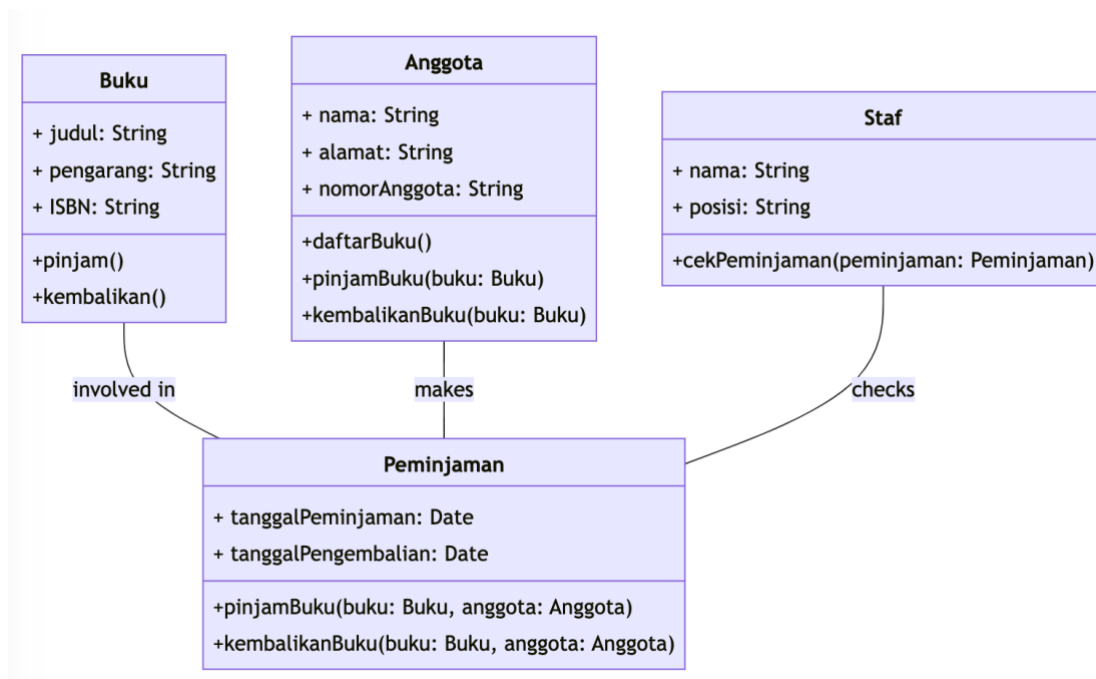 Buku
+ judul: String
+ pengarang: String
+ ISBN: String
+pinjam()
+kembalikan()
Anggota
+ nama: String
+ alamat: String
+ nomorAnggota: String
+daftarBuku()
+pinjamBuku(buku: Buku)
+kembalikanBuku(buku: Buku)
Staf
+ nama: String
+ posisi: String
+cekPeminjaman(peminjaman: Peminjaman)
involved in
makes
checks
Peminjaman
+ tanggalPeminjaman: Date
+ tanggalPengembalian: Date
+pinjamBuku(buku: Buku, anggota: Anggota)
+kembalikanBuku(buku: Buku, anggota: Anggota)